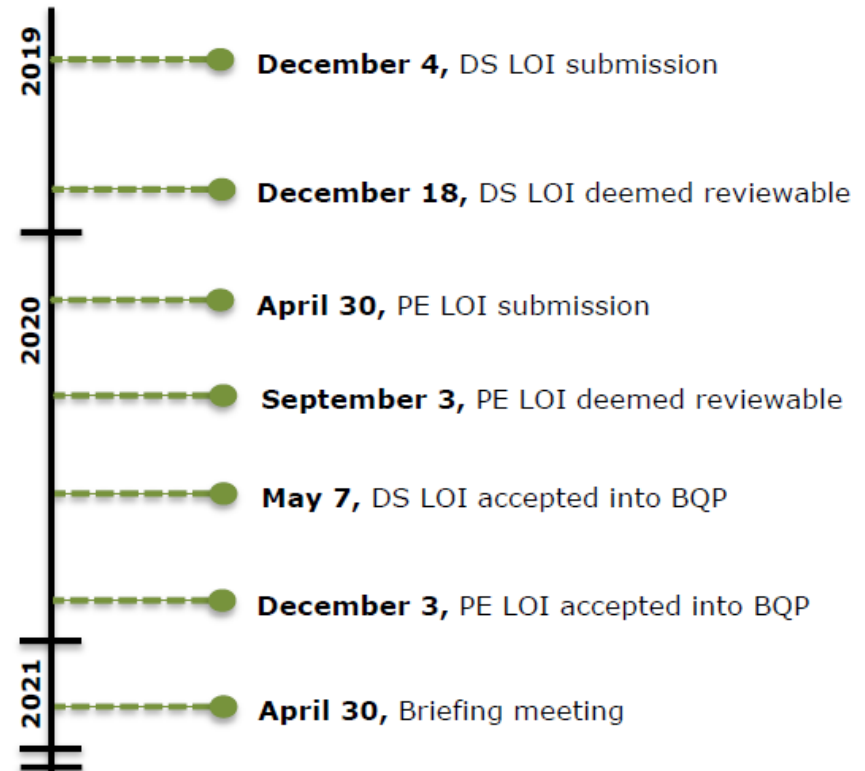 2019
December 4, DS LOI submission
December 18, DS LOI deemed reviewable
2020
April 30, PE LOI submission
September 3, PE LOI deemed reviewable
May 7, DS LOI accepted into BQP
December 3, PE LOI accepted into BQP
2021
April 30, Briefing meeting